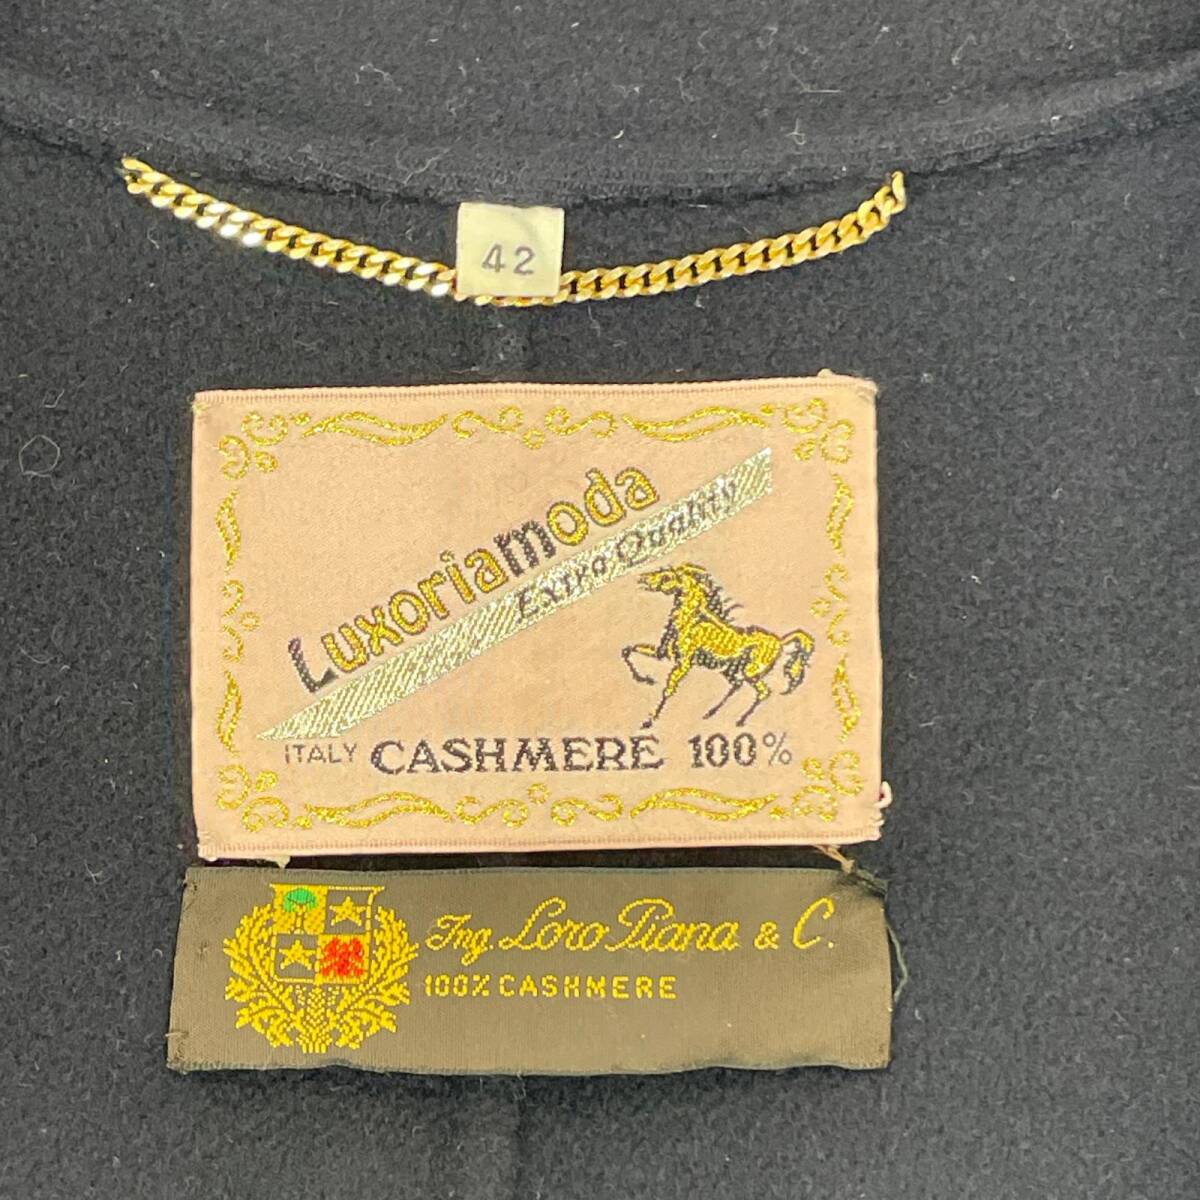 42
Luxoriamoda
Extra Quality
ITALY CASHMERE 100%
Ing. Loro Piana & C.
100% CASHMERE